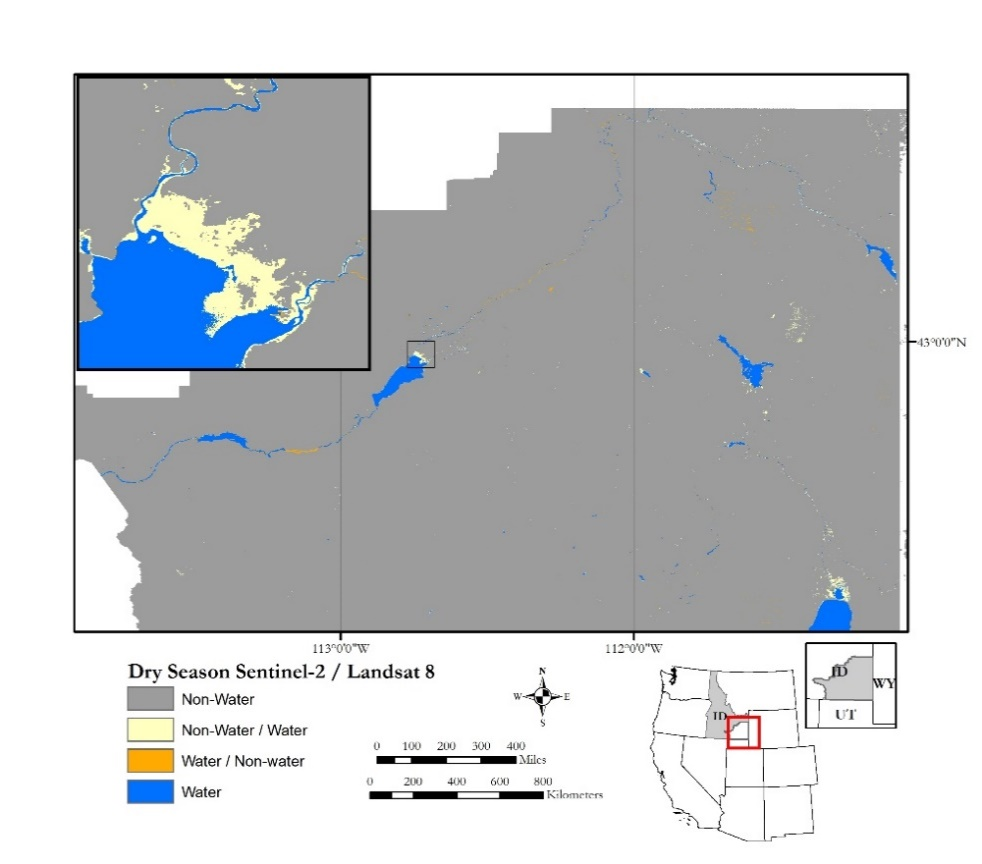 43°0'0"N
113°0'0"W
112°0'0"W
Dry Season Sentinel-2 / Landsat 8
Non-Water
Non-Water / Water
Water / Non-water
Water
N
W
E
S
0 100 200 300 400
Miles
0 200 400 600 800
Kilometers
ID
ID
WY
UT